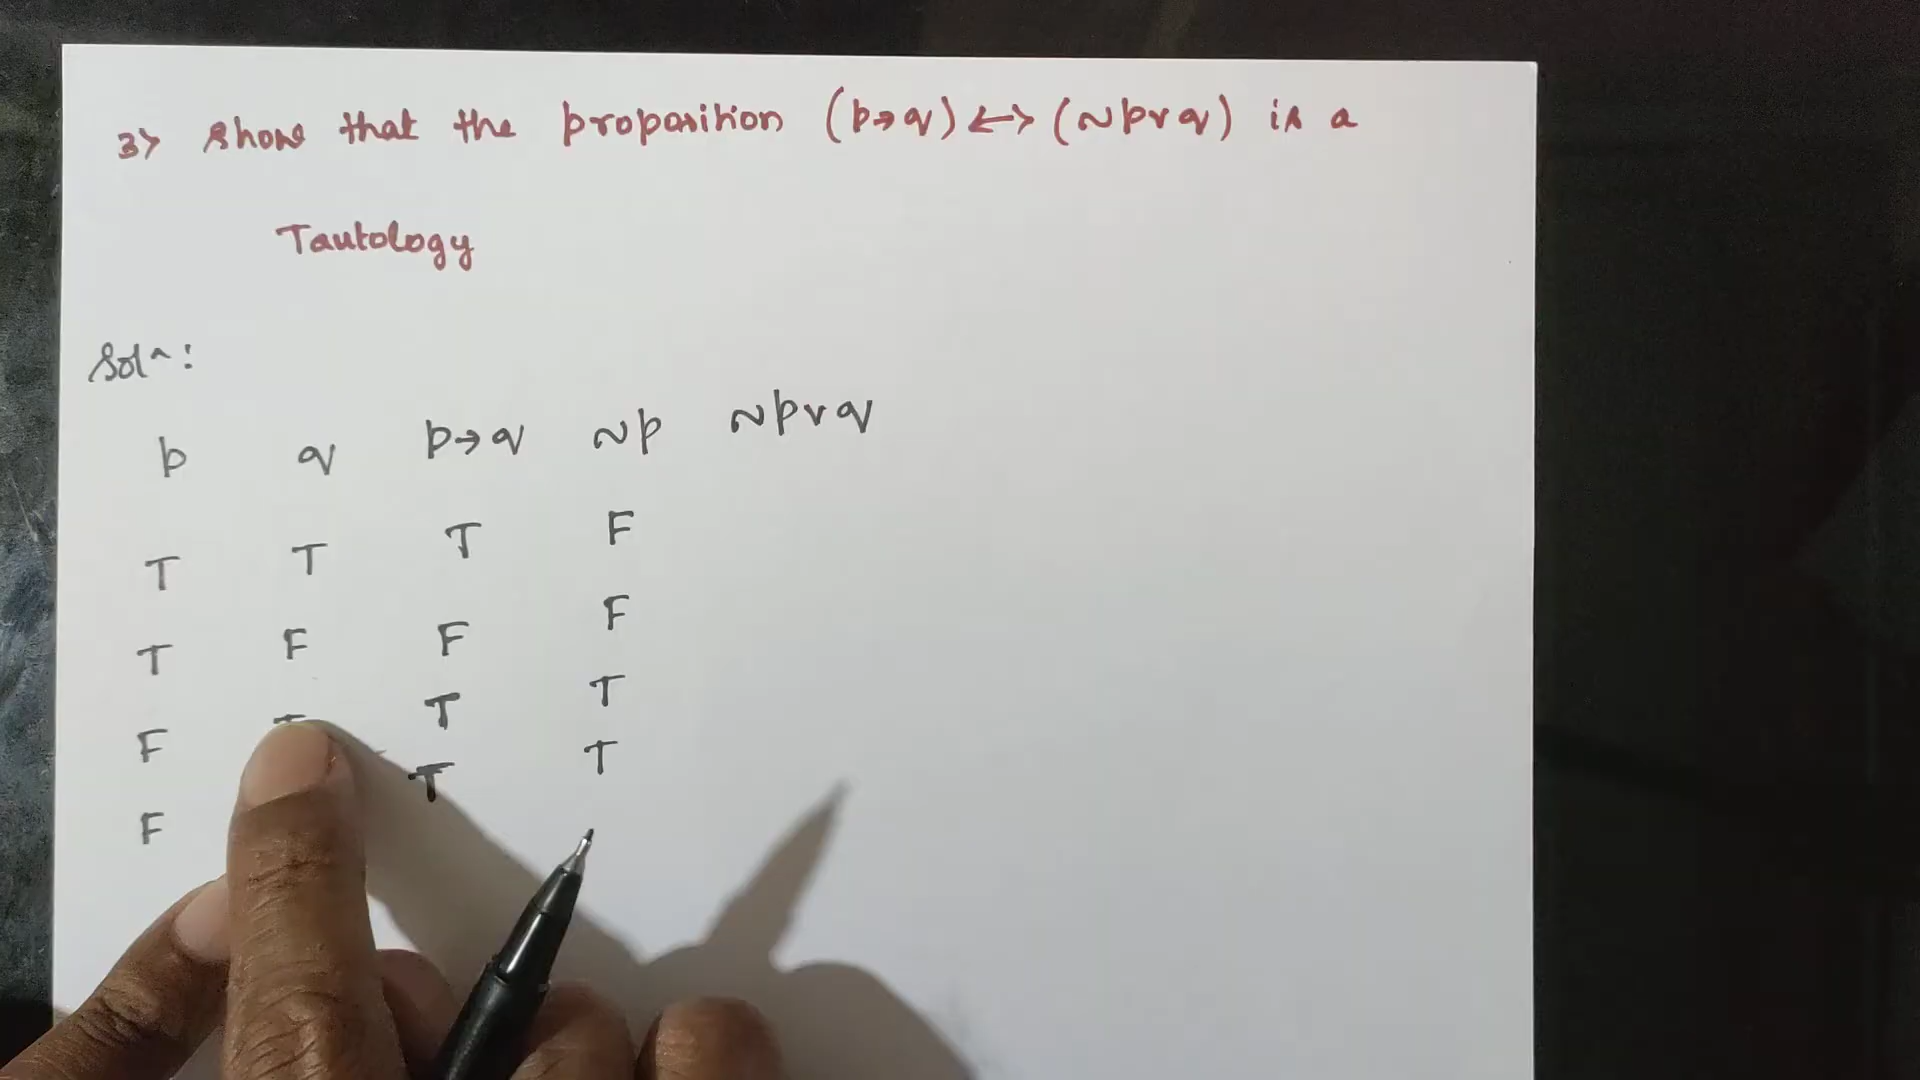 3) show that the proposition (p→q)↔(~p∨q) is a
Tautology
Soln:
p q p→q ~p ~p∨q
T T T F
T F F F
F T T T
F T T